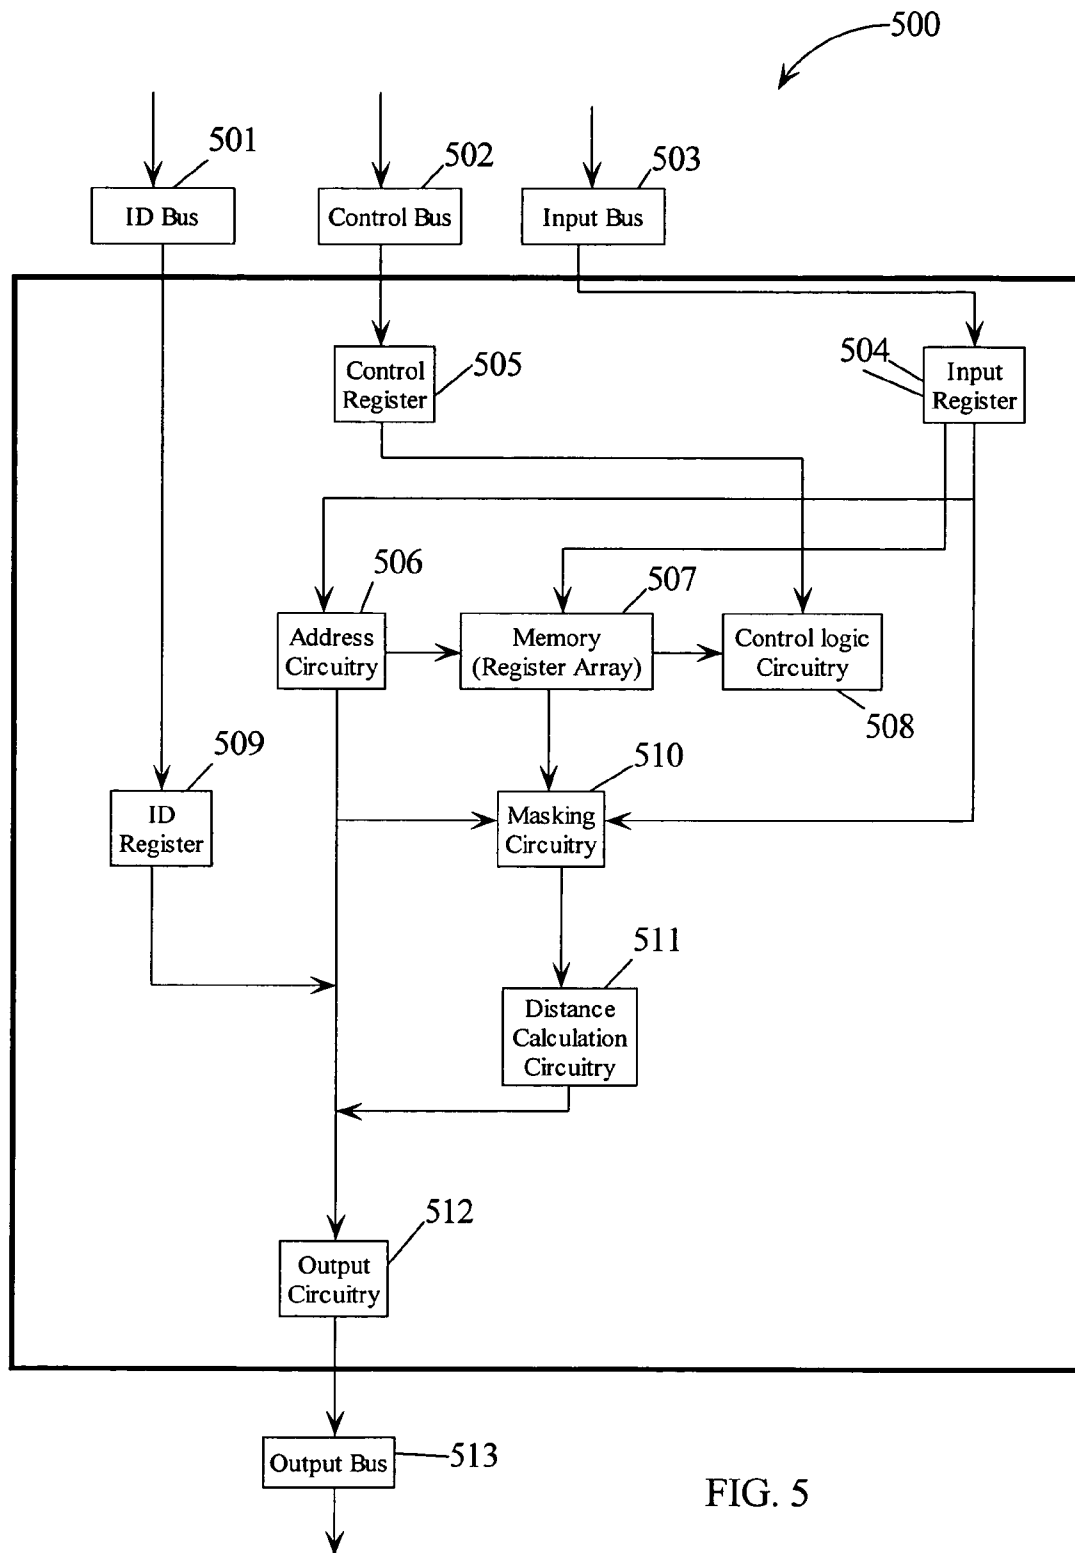 500
501
502
503
ID Bus
Control Bus
Input Bus
505
504
Control
Register
Input
Register
506
507
Address
Circuitry
Memory
(Register Array)
Control logic
Circuitry
508
509
510
ID
Register
Masking
Circuitry
511
Distance
Calculation
Circuitry
512
Output
Circuitry
Output Bus
513
FIG. 5